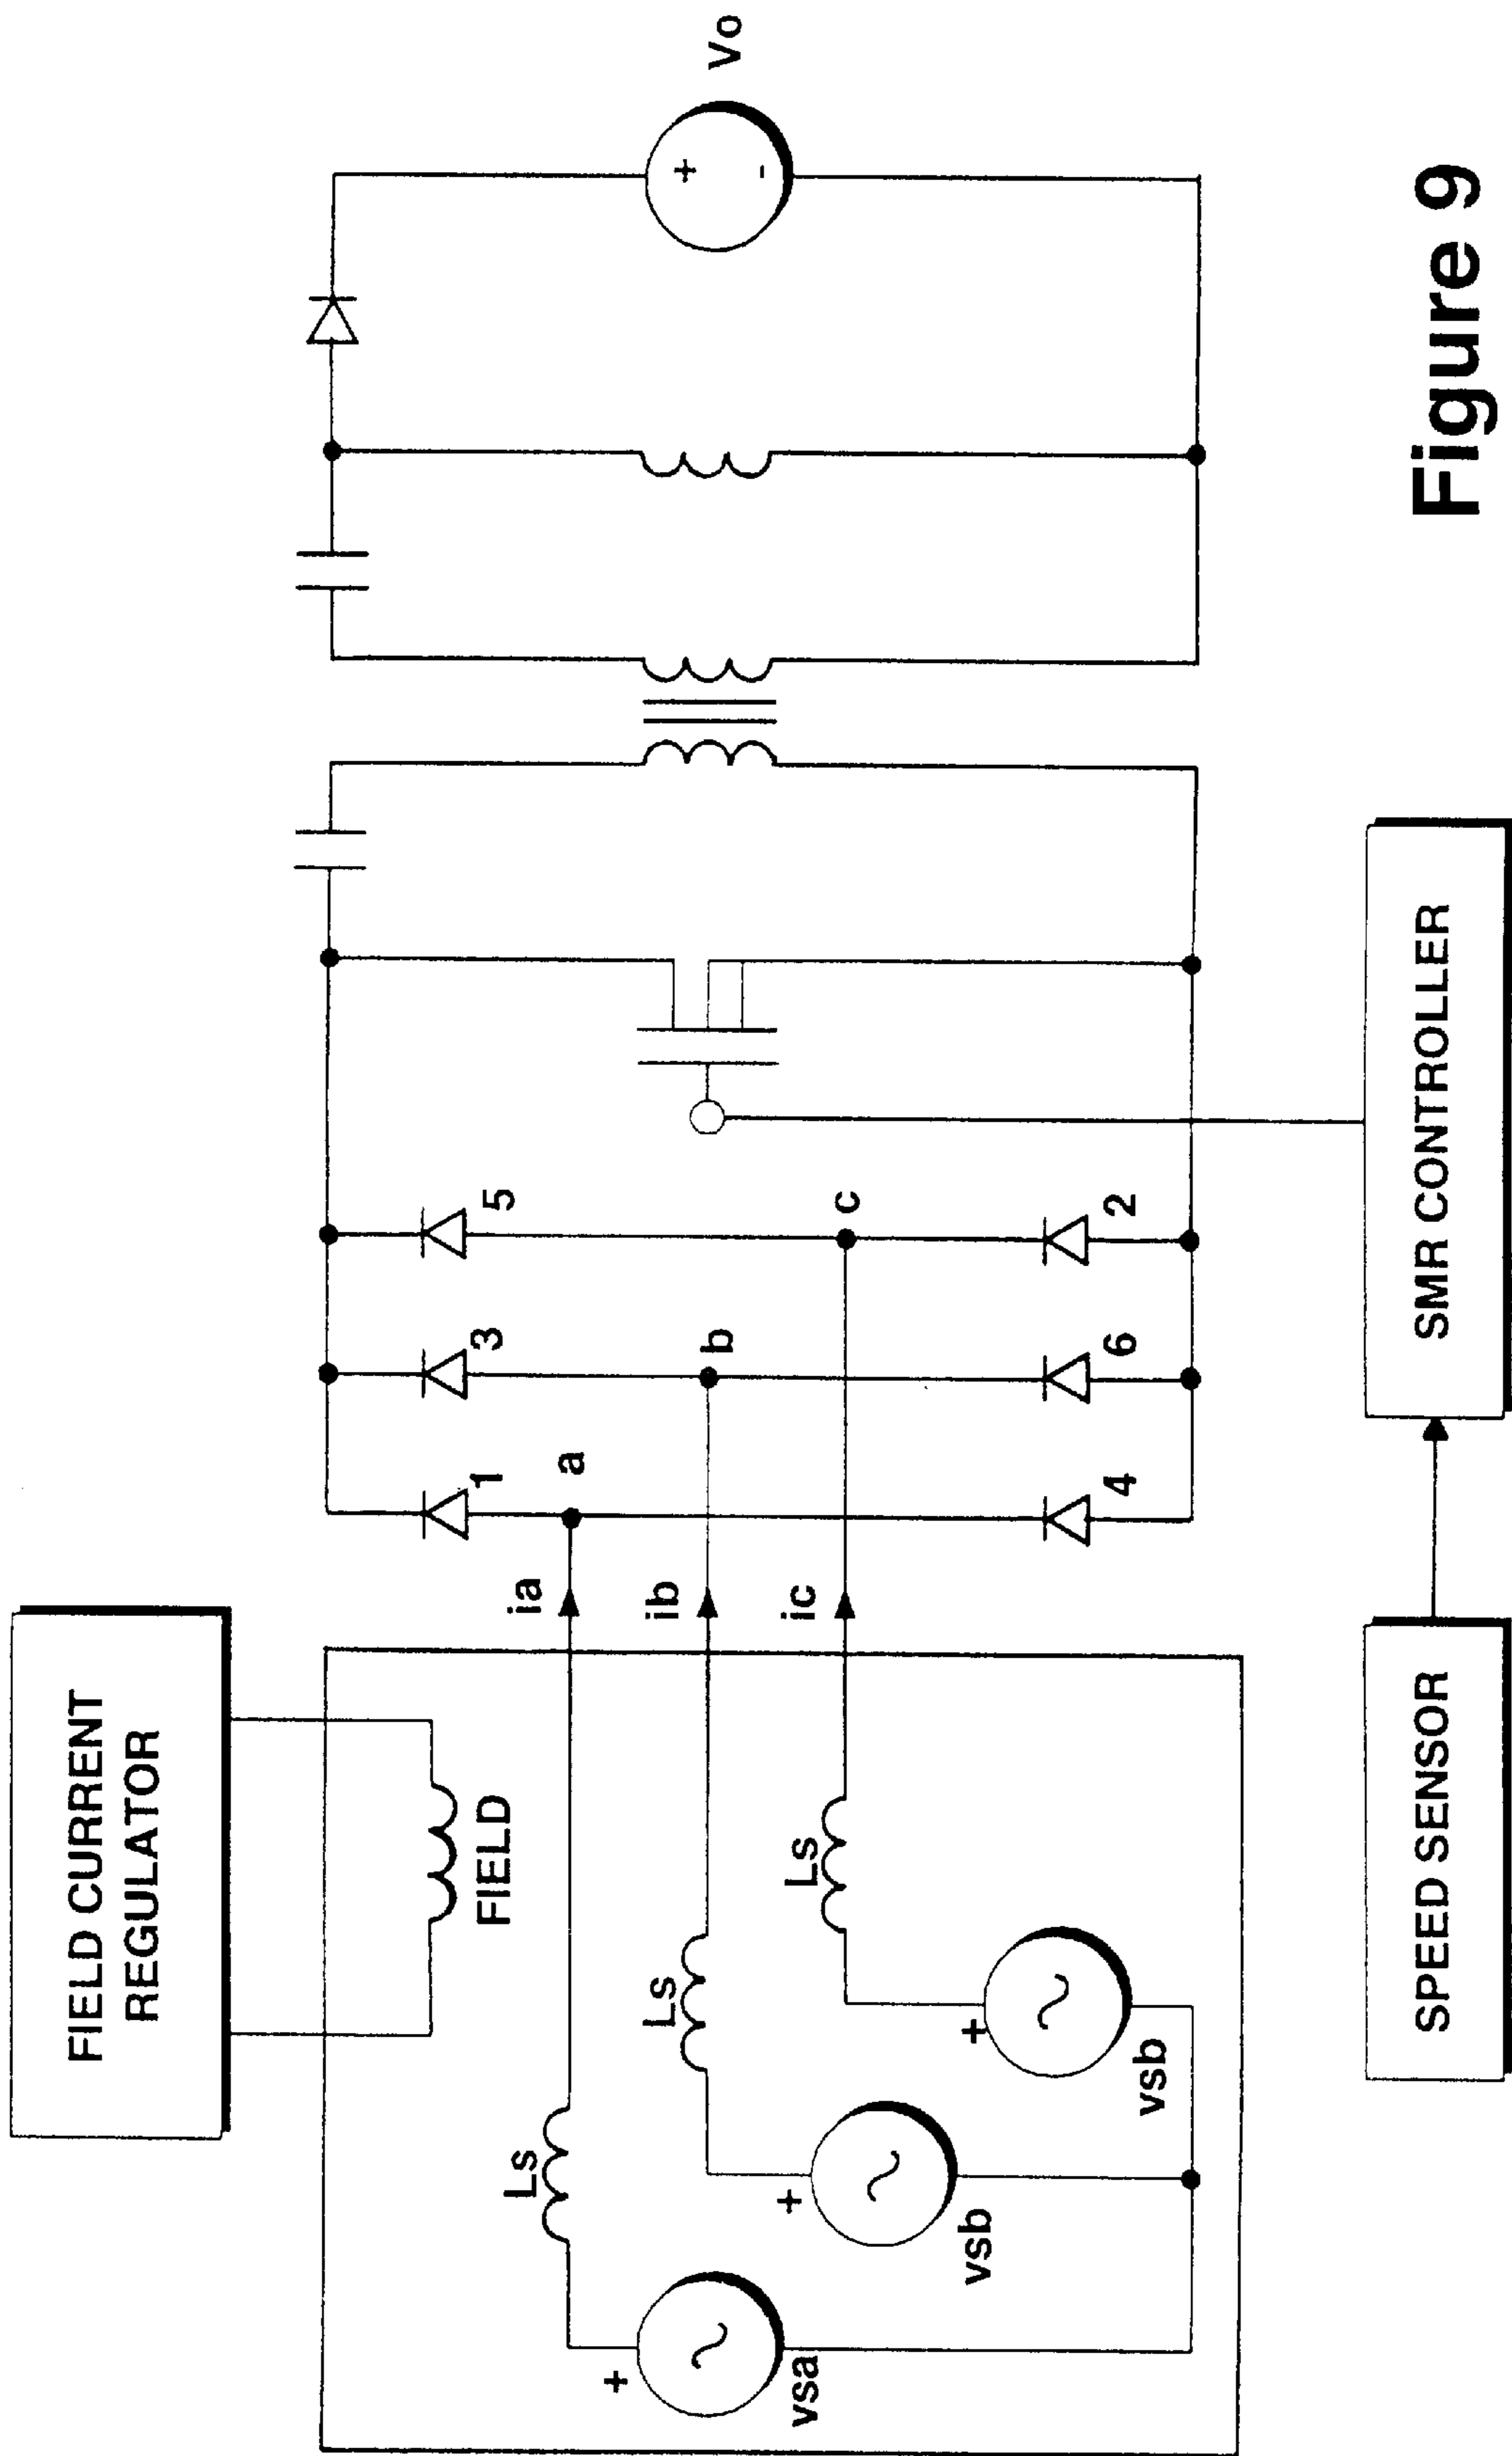 FIELD CURRENT
REGULATOR
FIELD
Ls
Ls
Ls
+
vsa
+
vsb
+
vsb
ia
ib
ic
1
3
5
a
b
c
4
6
2
+
-
Vo
SPEED SENSOR
SMR CONTROLLER
Figure 9